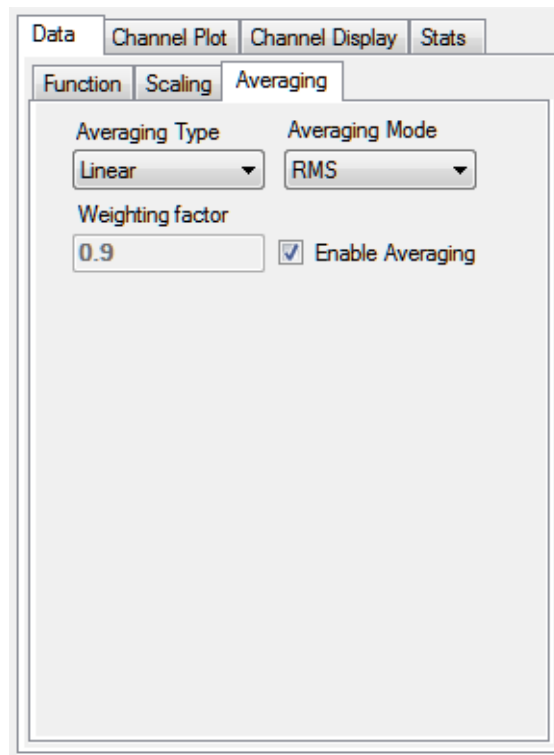 Data Channel Plot Channel Display Stats
Function Scaling Averaging
Averaging Type Averaging Mode
Linear RMS
Weighting factor
0.9 Enable Averaging